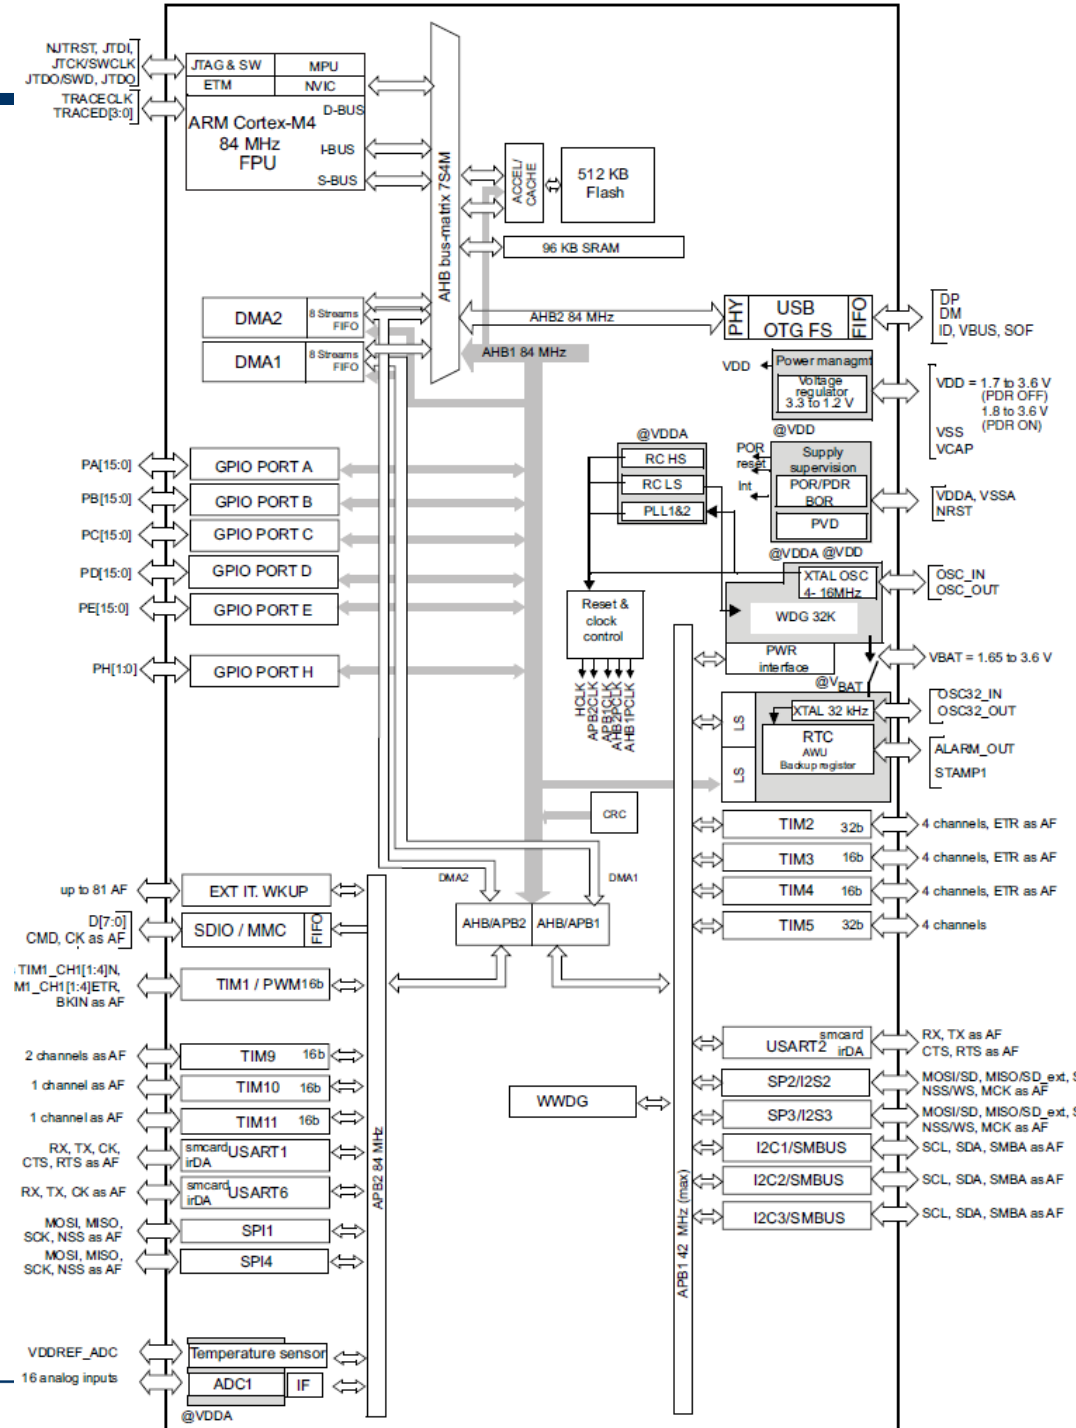 NJTRST, JTDI,
JTCK/SWCLK
JTDO/SWD, JTDO
TRACECLK
TRACED[3:0]
JTAG & SW
MPU
ETM
NVIC
D-BUS
ARM Cortex-M4
84 MHz
FPU
I-BUS
S-BUS
AHB bus-matrix 7S4M
ACCEL/
CACHE
512 KB
Flash
96 KB SRAM
DMA2
8 Streams
FIFO
DMA1
8 Streams
FIFO
AHB2 84 MHz
AHB1 84 MHz
PHY
USB
OTG FS
FIFO
DP
DM
ID, VBUS, SOF
VDD
Power managmt
Voltage
regulator
3.3 to 1.2 V
VDD = 1.7 to 3.6 V
(PDR OFF)
1.8 to 3.6 V
(PDR ON)
VSS
VCAP
@VDD
@VDDA
RC HS
RC LS
PLL1&2
POR
reset
Int
Supply
supervision
POR/PDR
BOR
PVD
VDDA, VSSA
NRST
@VDDA @VDD
PA[15:0]
GPIO PORT A
PB[15:0]
GPIO PORT B
PC[15:0]
GPIO PORT C
PD[15:0]
GPIO PORT D
PE[15:0]
GPIO PORT E
PH[1:0]
GPIO PORT H
XTAL OSC
4- 16MHz
OSC_IN
OSC_OUT
WDG 32K
Reset &
clock
control
HCLK
APB2CLK
APB1CLK
AHB2PCLK
AHB1PCLK
PWR
interface
VBAT = 1.65 to 3.6 V
@VBAT
LS
LS
XTAL 32 kHz
RTC
AWU
Backup register
OSC32_IN
OSC32_OUT
ALARM_OUT
STAMP1
CRC
TIM2 32b
4 channels, ETR as AF
TIM3 16b
4 channels, ETR as AF
TIM4 16b
4 channels, ETR as AF
TIM5 32b
4 channels
DMA2
DMA1
AHB/APB2
AHB/APB1
up to 81 AF
EXT IT. WKUP
D[7:0]
CMD, CK as AF
SDIO / MMC
FIFO
TIM1_CH1[1:4]N,
M1_CH1[1:4]ETR,
BKIN as AF
TIM1 / PWM 16b
2 channels as AF
TIM9 16b
1 channel as AF
TIM10 16b
1 channel as AF
TIM11 16b
RX, TX, CK,
CTS, RTS as AF
smcard
irDA
USART1
RX, TX, CK as AF
smcard
irDA
USART6
MOSI, MISO,
SCK, NSS as AF
SPI1
MOSI, MISO,
SCK, NSS as AF
SPI4
VDDREF_ADC
Temperature sensor
16 analog inputs
ADC1
IF
@VDDA
APB2 84 MHz
WWDG
APB1 42 MHz (max)
USART2
smcard
irDA
RX, TX as AF
CTS, RTS as AF
SP2/I2S2
MOSI/SD, MISO/SD_ext, S
NSS/WS, MCK as AF
SP3/I2S3
MOSI/SD, MISO/SD_ext, S
NSS/WS, MCK as AF
I2C1/SMBUS
SCL, SDA, SMBA as AF
I2C2/SMBUS
SCL, SDA, SMBA as AF
I2C3/SMBUS
SCL, SDA, SMBA as AF